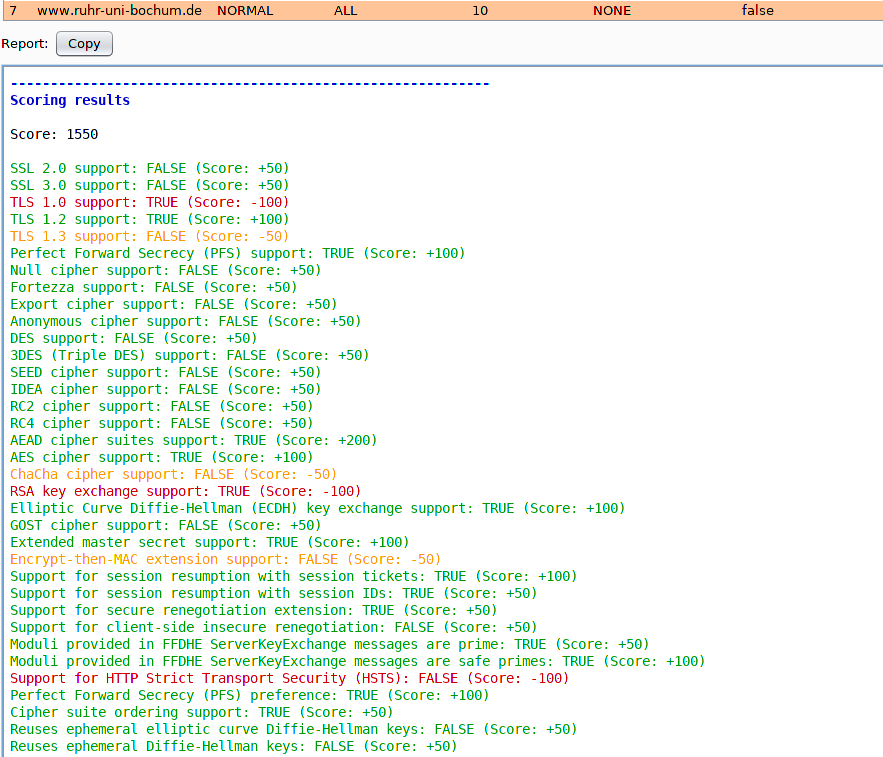 7 www.ruhr-uni-bochum.de NORMAL ALL 10 NONE false
Report: Copy
------------------------------------------------------------
Scoring results
Score: 1550
SSL 2.0 support: FALSE (Score: +50)
SSL 3.0 support: FALSE (Score: +50)
TLS 1.0 support: TRUE (Score: -100)
TLS 1.2 support: TRUE (Score: +100)
TLS 1.3 support: FALSE (Score: -50)
Perfect Forward Secrecy (PFS) support: TRUE (Score: +100)
Null cipher support: FALSE (Score: +50)
Fortezza support: FALSE (Score: +50)
Export cipher support: FALSE (Score: +50)
Anonymous cipher support: FALSE (Score: +50)
DES support: FALSE (Score: +50)
3DES (Triple DES) support: FALSE (Score: +50)
SEED cipher support: FALSE (Score: +50)
IDEA cipher support: FALSE (Score: +50)
RC2 cipher support: FALSE (Score: +50)
RC4 cipher support: FALSE (Score: +50)
AEAD cipher suites support: TRUE (Score: +200)
AES cipher support: TRUE (Score: +100)
ChaCha cipher support: FALSE (Score: -50)
RSA key exchange support: TRUE (Score: -100)
Elliptic Curve Diffie-Hellman (ECDH) key exchange support: TRUE (Score: +100)
GOST cipher support: FALSE (Score: +50)
Extended master secret support: TRUE (Score: +100)
Encrypt-then-MAC extension support: FALSE (Score: -50)
Support for session resumption with session tickets: TRUE (Score: +100)
Support for session resumption with session IDs: TRUE (Score: +50)
Support for secure renegotiation extension: TRUE (Score: +50)
Support for client-side insecure renegotiation: FALSE (Score: +50)
Moduli provided in FFDHE ServerKeyExchange messages are prime: TRUE (Score: +50)
Moduli provided in FFDHE ServerKeyExchange messages are safe primes: TRUE (Score: +100)
Support for HTTP Strict Transport Security (HSTS): FALSE (Score: -100)
Perfect Forward Secrecy (PFS) preference: TRUE (Score: +100)
Cipher suite ordering support: TRUE (Score: +50)
Reuses ephemeral elliptic curve Diffie-Hellman keys: FALSE (Score: +50)
Reuses ephemeral Diffie-Hellman keys: FALSE (Score: +50)